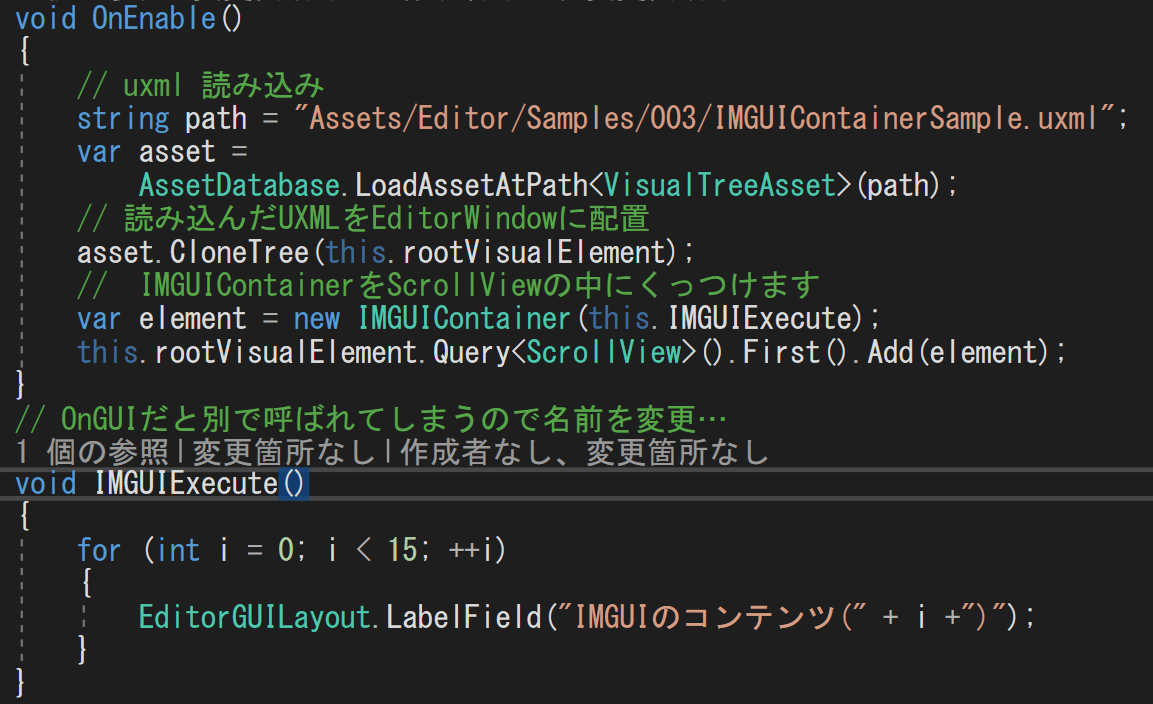 void OnEnable()
{
// uxml 読み込み
string path = "Assets/Editor/Samples/003/IMGUIContainerSample.uxml";
var asset =
AssetDatabase.LoadAssetAtPath<VisualTreeAsset>(path);
// 読み込んだUXMLをEditorWindowに配置
asset.CloneTree(this.rootVisualElement);
// IMGUIContainerをScrollViewの中にくっつけます
var element = new IMGUIContainer(this.IMGUIExecute);
this.rootVisualElement.Query<ScrollView>().First().Add(element);
}
// OnGUIだと別で呼ばれてしまうので名前を変更…
1 個の参照|変更箇所なし|作成者なし、変更箇所なし
void IMGUIExecute()
{
for (int i = 0; i < 15; ++i)
{
EditorGUILayout.LabelField("IMGUIのコンテンツ(" + i +")");
}
}